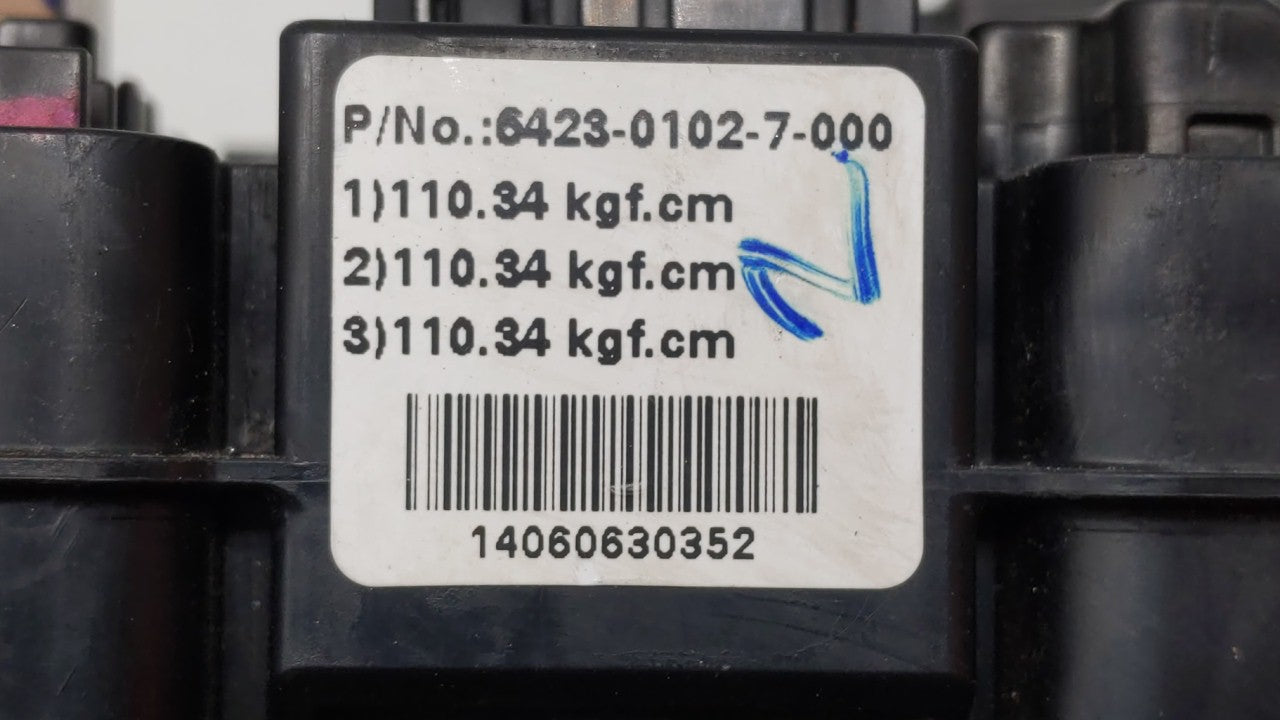 P/No.:6423-0102-7-000
1)110.34 kgf.cm
2)110.34 kgf.cm
3)110.34 kgf.cm
14060630352